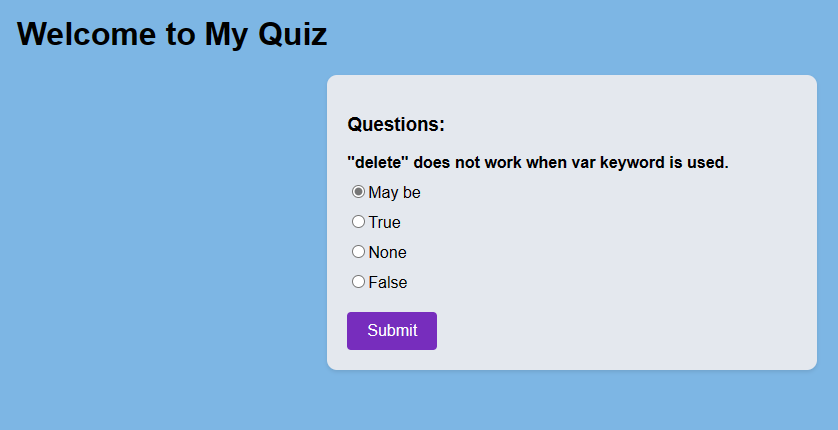 Welcome to My Quiz
Questions:
"delete" does not work when var keyword is used.
May be
True
None
False
Submit